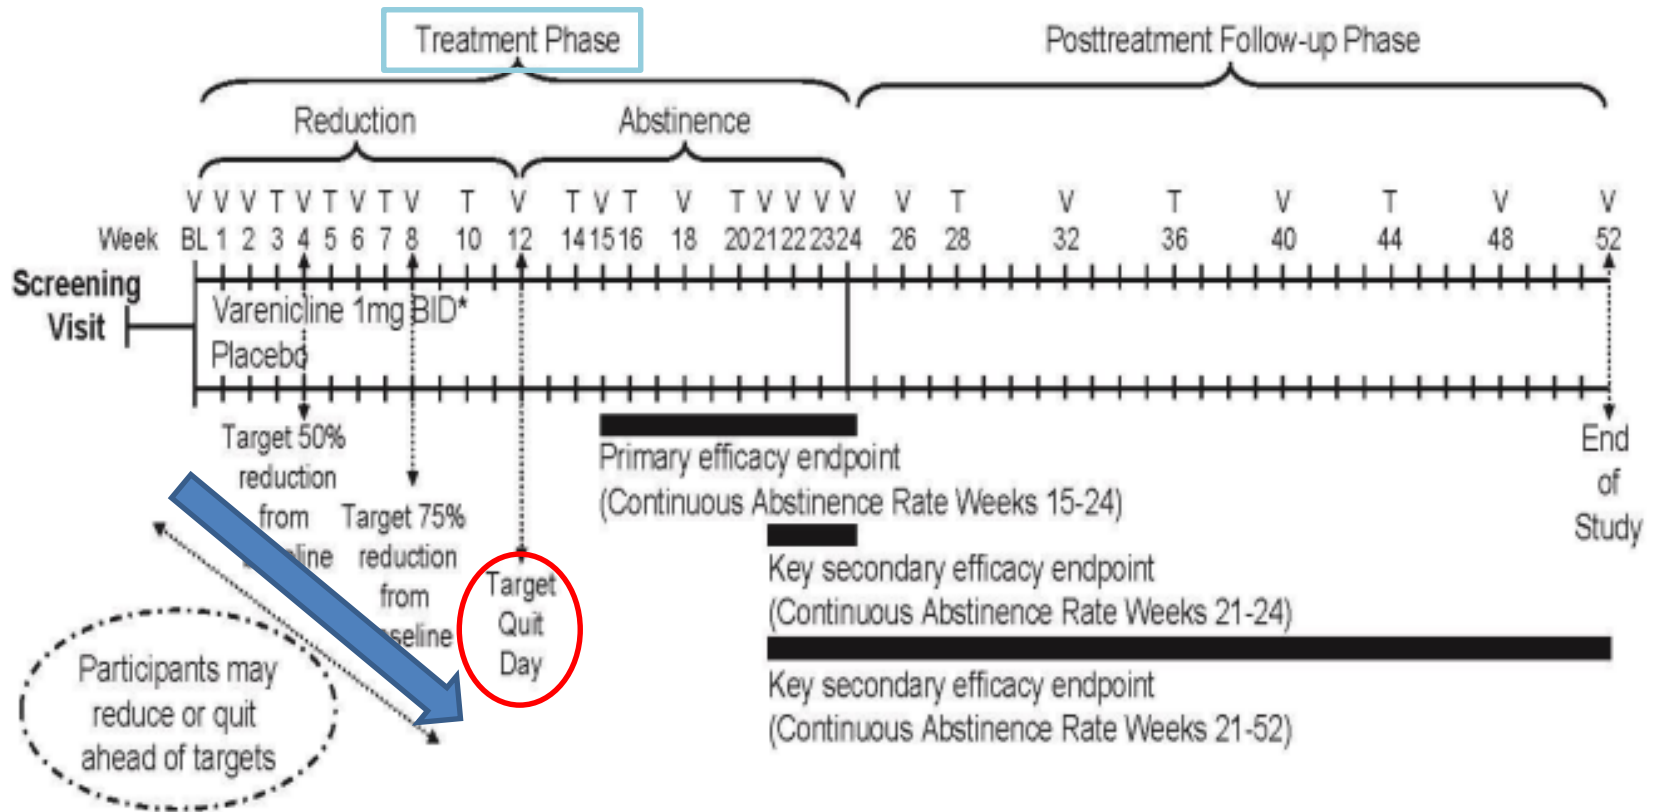 Treatment Phase
Posttreatment Follow-up Phase
Reduction
Abstinence
V V V T V T V T V T V T V T V T V V V V V T V T V T V V
Week BL 1 2 3 4 5 6 7 8 10 12 14 15 16 18 20 21 22 23 24 26 28 32 36 40 44 48 52
Screening
Visit
Varenicline 1mg BID*
Placebo
Target 50%
reduction
from
Target 75%
reduction
from
Target
Quit
Day
Primary efficacy endpoint
(Continuous Abstinence Rate Weeks 15-24)
Key secondary efficacy endpoint
(Continuous Abstinence Rate Weeks 21-24)
Key secondary efficacy endpoint
(Continuous Abstinence Rate Weeks 21-52)
End
of
Study
Participants may
reduce or quit
ahead of targets